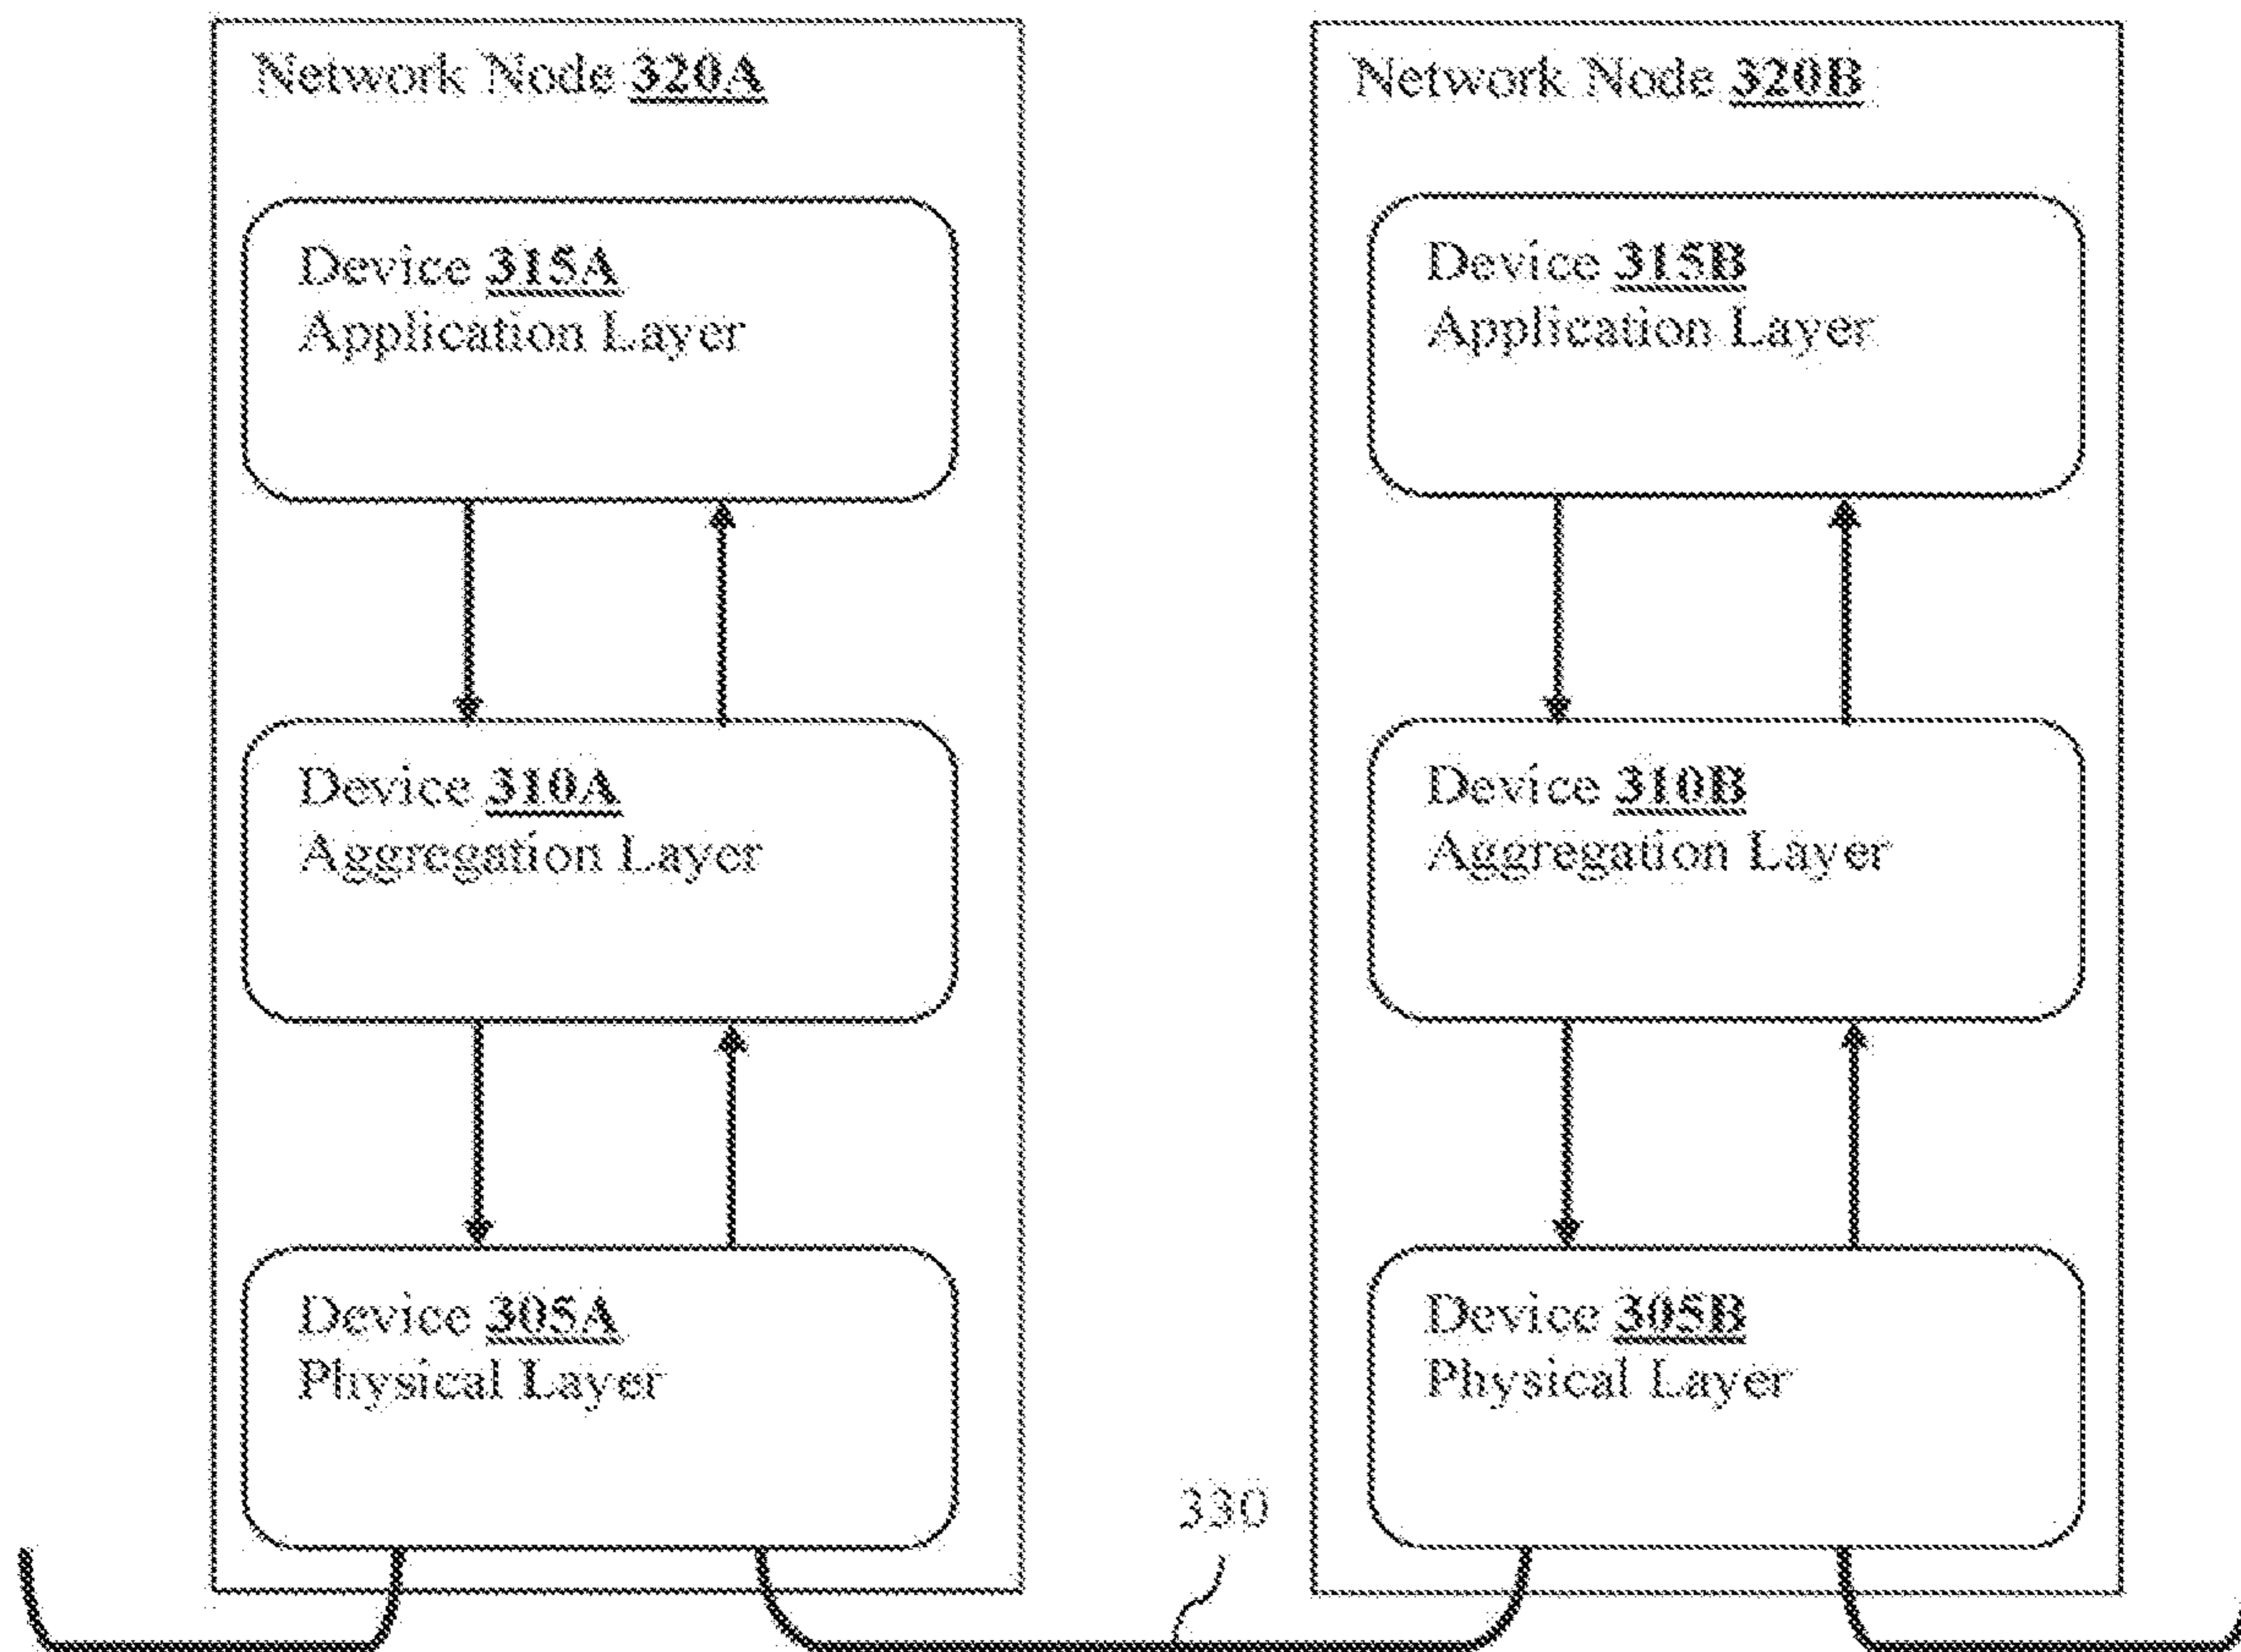 Network Node 320A
Device 315A
Application Layer
Device 310A
Aggregation Layer
Device 305A
Physical Layer
Network Node 320B
Device 315B
Application Layer
Device 310B
Aggregation Layer
Device 305B
Physical Layer
330